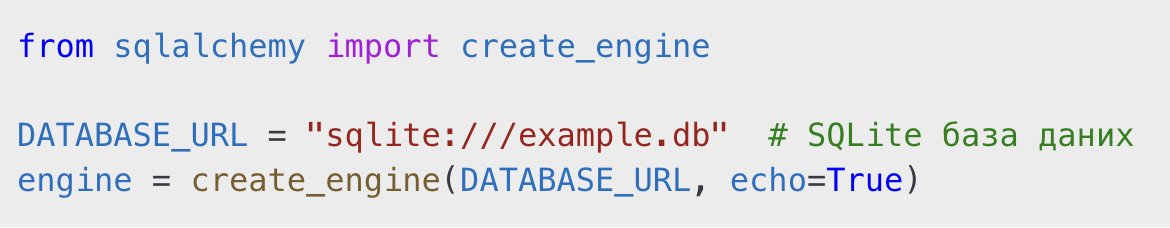 from sqlalchemy import create_engine
DATABASE_URL = "sqlite:///example.db"  # SQLite база даних
engine = create_engine(DATABASE_URL, echo=True)